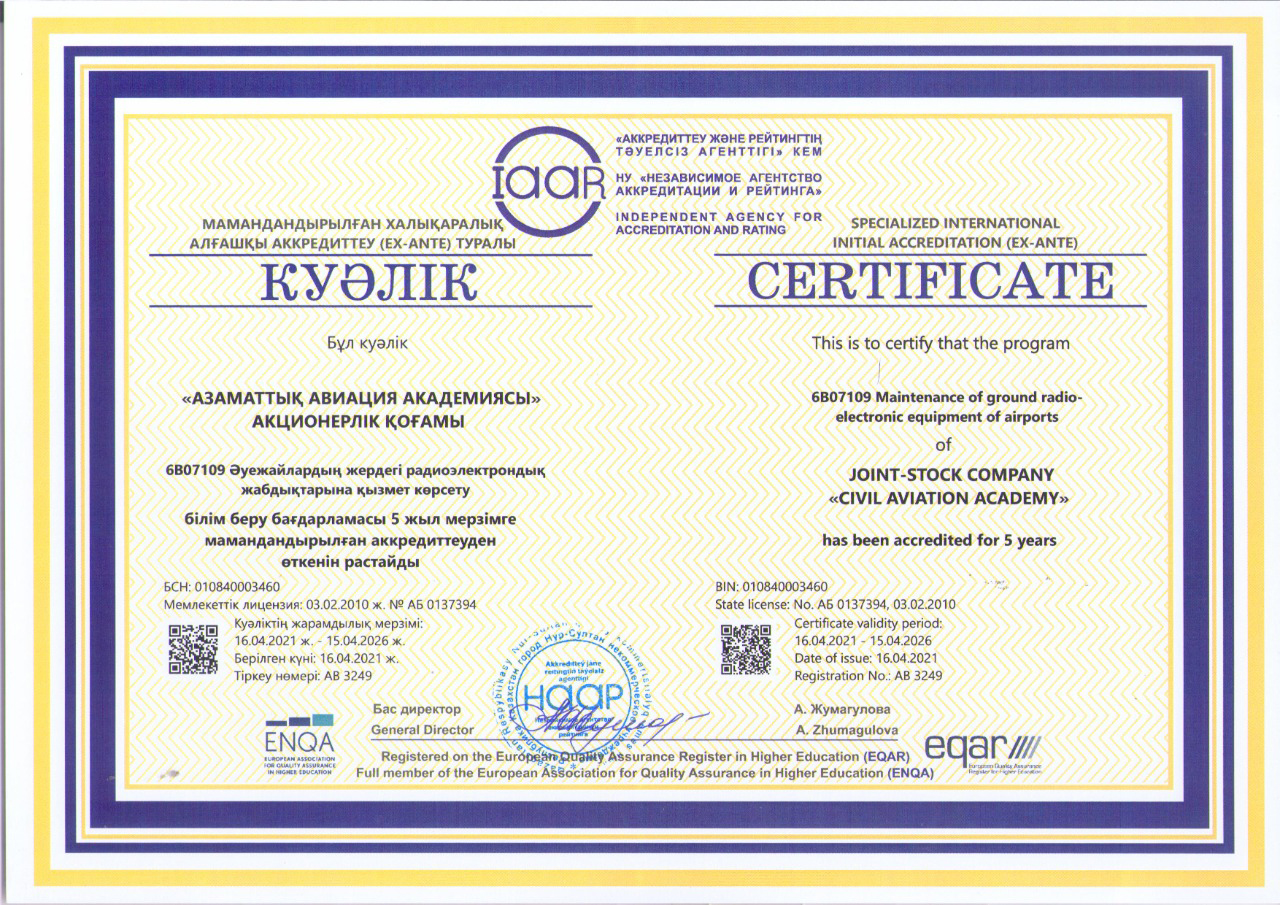 IAAR
«АККРЕДИТТЕУ ЖӘНЕ РЕЙТИНГТІҢ
ТӘУЕЛСІЗ АГЕНТТІГІ» КЕМ
НУ «НЕЗАВИСИМОЕ АГЕНТСТВО
АККРЕДИТАЦИИ И РЕЙТИНГА»
INDEPENDENT AGENCY FOR
ACCREDITATION AND RATING
МАМАНДАНДЫРЫЛҒАН ХАЛЫҚАРАЛЫҚ
АЛҒАШҚЫ АККРЕДИТТЕУ (EX-ANTE) ТУРАЛЫ
КУӘЛІК
Бұл куәлік
«АЗАМАТТЫҚ АВИАЦИЯ АКАДЕМИЯСЫ»
АКЦИОНЕРЛІК ҚОҒАМЫ
6В07109 Әуежайлардың жердегі радиоэлектрондық
жабдықтарына қызмет көрсету
білім беру бағдарламасы 5 жыл мерзімге
мамандандырылған аккредиттеуден
өткенін растайды
БСН: 010840003460
Мемлекеттік лицензия: 03.02.2010 ж. № АБ 0137394
Куәліктің жарамдылық мерзімі:
16.04.2021 ж. - 15.04.2026 ж.
Берілген күні: 16.04.2021 ж.
Тіркеу нөмері: АВ 3249
SPECIALIZED INTERNATIONAL
INITIAL ACCREDITATION (EX-ANTE)
CERTIFICATE
This is to certify that the program
6B07109 Maintenance of ground radio-
electronic equipment of airports
of
JOINT-STOCK COMPANY
«CIVIL AVIATION ACADEMY»
has been accredited for 5 years
BIN: 010840003460
State license: No. АБ 0137394, 03.02.2010
Certificate validity period:
16.04.2021 - 15.04.2026
Date of issue: 16.04.2021
Registration No.: AB 3249
Akkredıtteý jane
agenttigi
НААР
Бас директор
General Director
А. Жумагулова
A. Zhumagulova
Registered on the European Quality Assurance Register in Higher Education (EQAR)
Full member of the European Association for Quality Assurance in Higher Education (ENQA)
ENQA
EUROPEAN ASSOCIATION
FOR QUALITY ASSURANCE
IN HIGHER EDUCATION
eqar
European Quality Assurance
Register for Higher Education